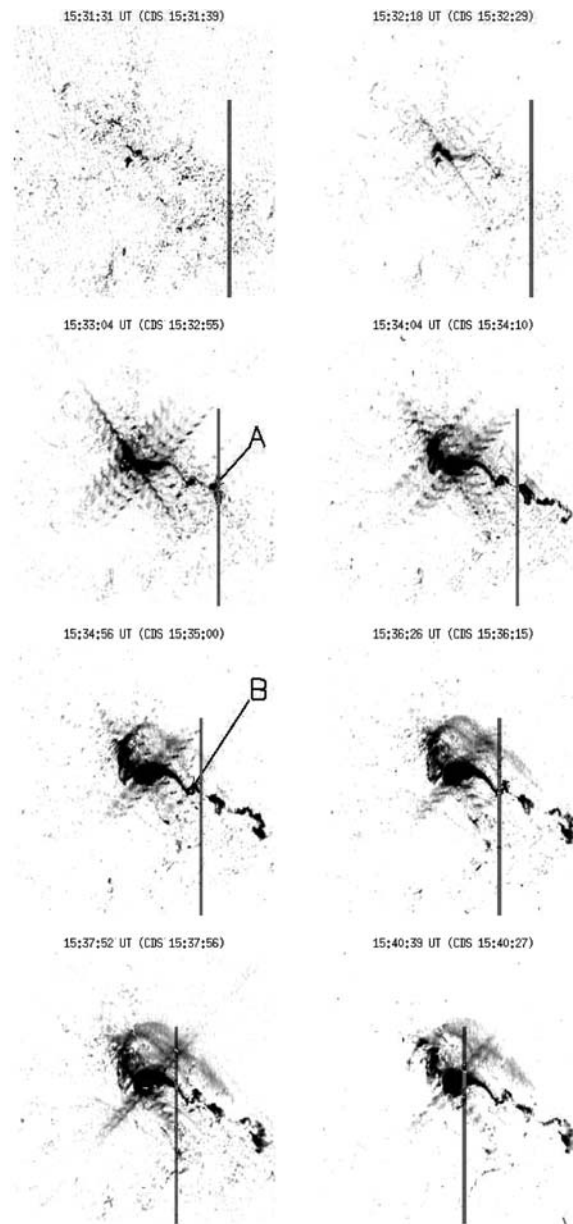 15:31:31 UT (CDS 15:31:39)
15:32:18 UT (CDS 15:32:29)
15:33:04 UT (CDS 15:32:55)
15:34:04 UT (CDS 15:34:10)
A
15:34:56 UT (CDS 15:35:00)
15:36:26 UT (CDS 15:36:15)
B
15:37:52 UT (CDS 15:37:56)
15:40:39 UT (CDS 15:40:27)